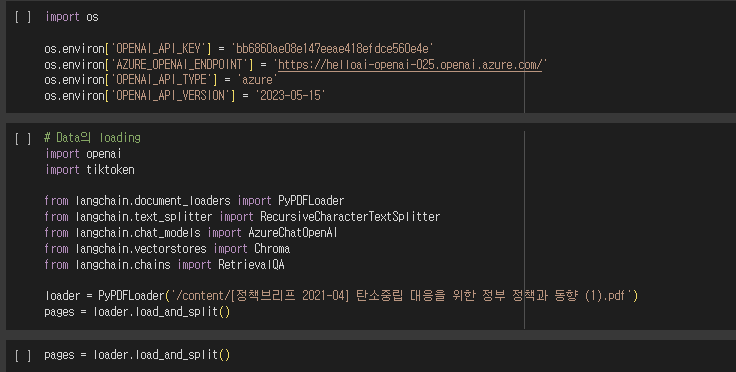 [ ] import os
os.environ['OPENAI_API_KEY'] = 'bb6860ae08e147eeae418efdce560e4e'
os.environ['AZURE_OPENAI_ENDPOINT'] = 'https://helloai-openai-025.openai.azure.com/'
os.environ['OPENAI_API_TYPE'] = 'azure'
os.environ['OPENAI_API_VERSION'] = '2023-05-15'
[ ] # Data의 loading
import openai
import tiktoken
from langchain.document_loaders import PyPDFLoader
from langchain.text_splitter import RecursiveCharacterTextSplitter
from langchain.chat_models import AzureChatOpenAI
from langchain.vectorstores import Chroma
from langchain.chains import RetrievalQA
loader = PyPDFLoader('/content/[정책브리프 2021-04] 탄소중립 대응을 위한 정부 정책과 동향 (1).pdf')
pages = loader.load_and_split()
[ ] pages = loader.load_and_split()